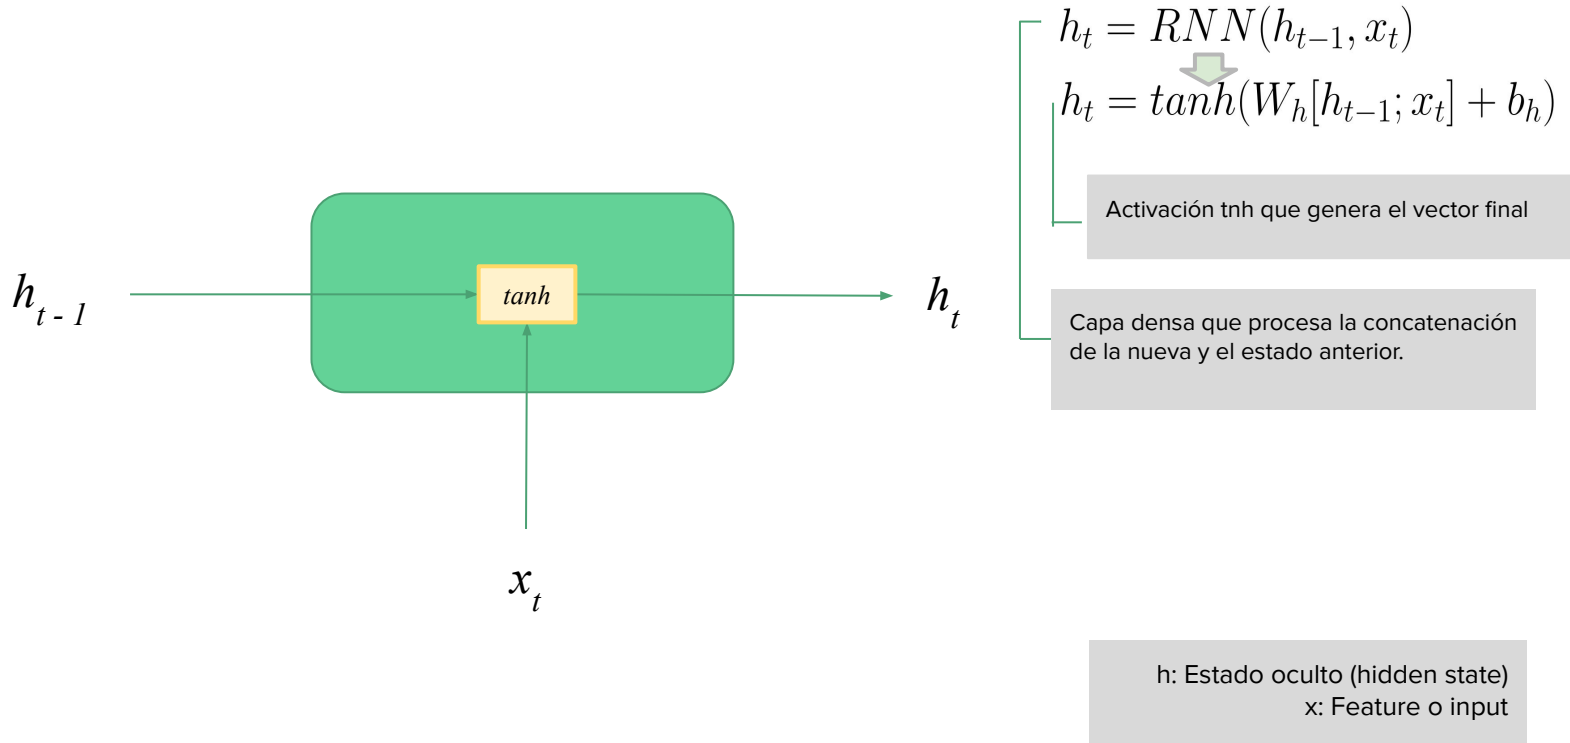 h_t = RNN(h_{t-1}, x_t)
h_t = tanh(W_h[h_{t-1}; x_t] + b_h)
Activación tnh que genera el vector final
h_{t - 1}
tanh
h_t
Capa densa que procesa la concatenación
de la nueva y el estado anterior.
x_t
h: Estado oculto (hidden state)
x: Feature o input